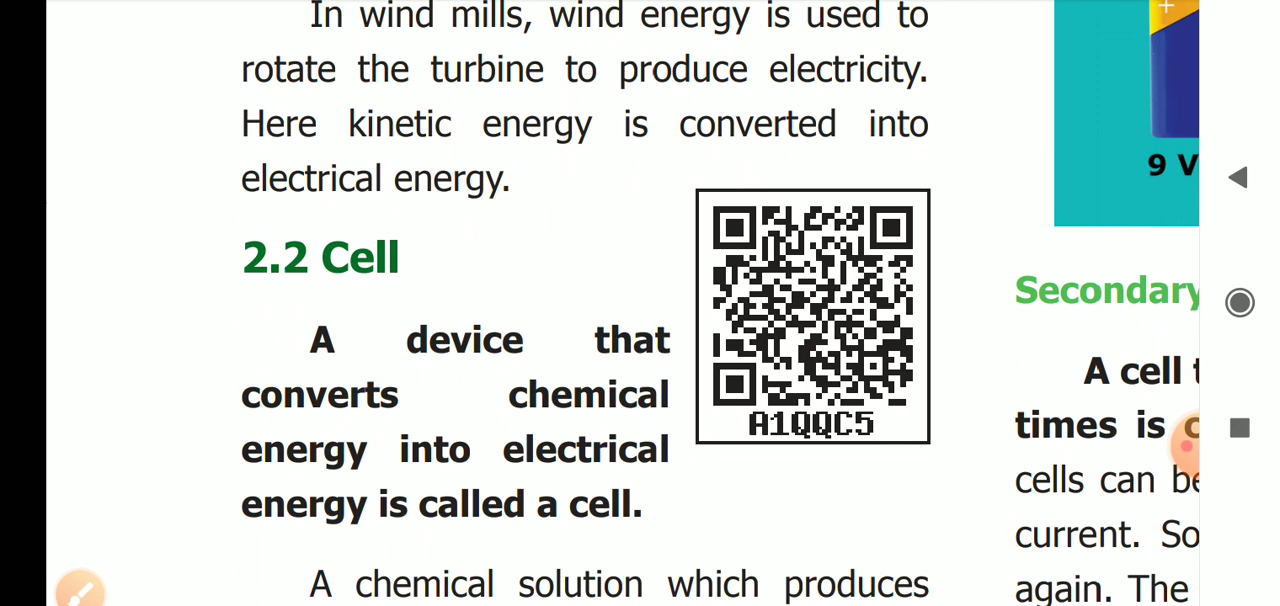 In wind mills, wind energy is used to
rotate the turbine to produce electricity.
Here kinetic energy is converted into
electrical energy.
2.2 Cell
A device that
converts chemical
energy into electrical
energy is called a cell.
A chemical solution which produces
A1QQC5
+
9 V
Secondary
A cell
times is
cells can be
current. So
again. The